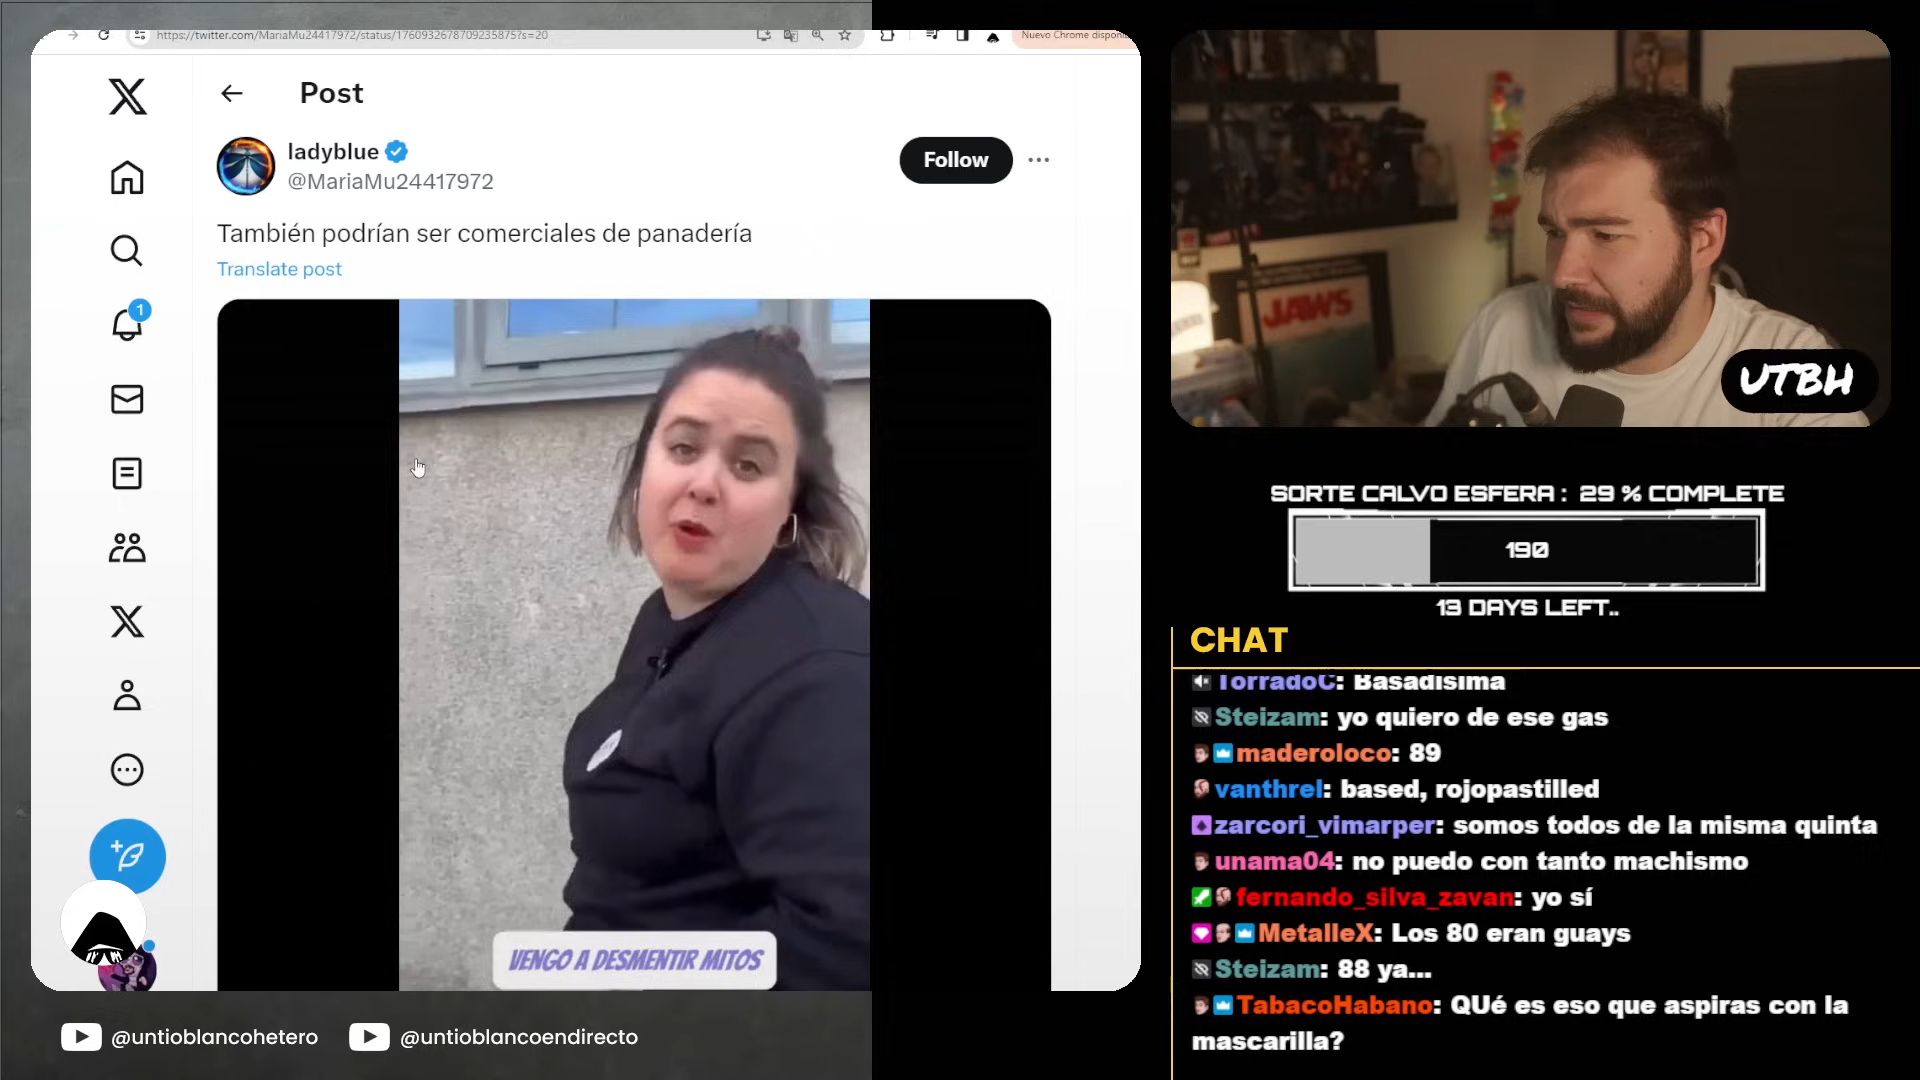 https://twitter.com/MariaMu24417972/status/1760932678709235875?s=20
Nuevo Chrome disponi
Post
ladyblue
@MariaMu24417972
Follow
También podrían ser comerciales de panadería
Translate post
1
VENGO A DESMENTIR MITOS
@untioblancohetero
@untioblancoendirecto
JAWS
UTBH
SORTE CALVO ESFERA : 29 % COMPLETE
190
13 DAYS LEFT..
CHAT
TorradoC: Basadisima
Steizam: yo quiero de ese gas
maderoloco: 89
vanthrel: based, rojopastilled
zarcori_vimarper: somos todos de la misma quinta
unama04: no puedo con tanto machismo
fernando_silva_zavan: yo sí
MetalleX: Los 80 eran guays
Steizam: 88 ya...
TabacoHabano: QUé es eso que aspiras con la
mascarilla?